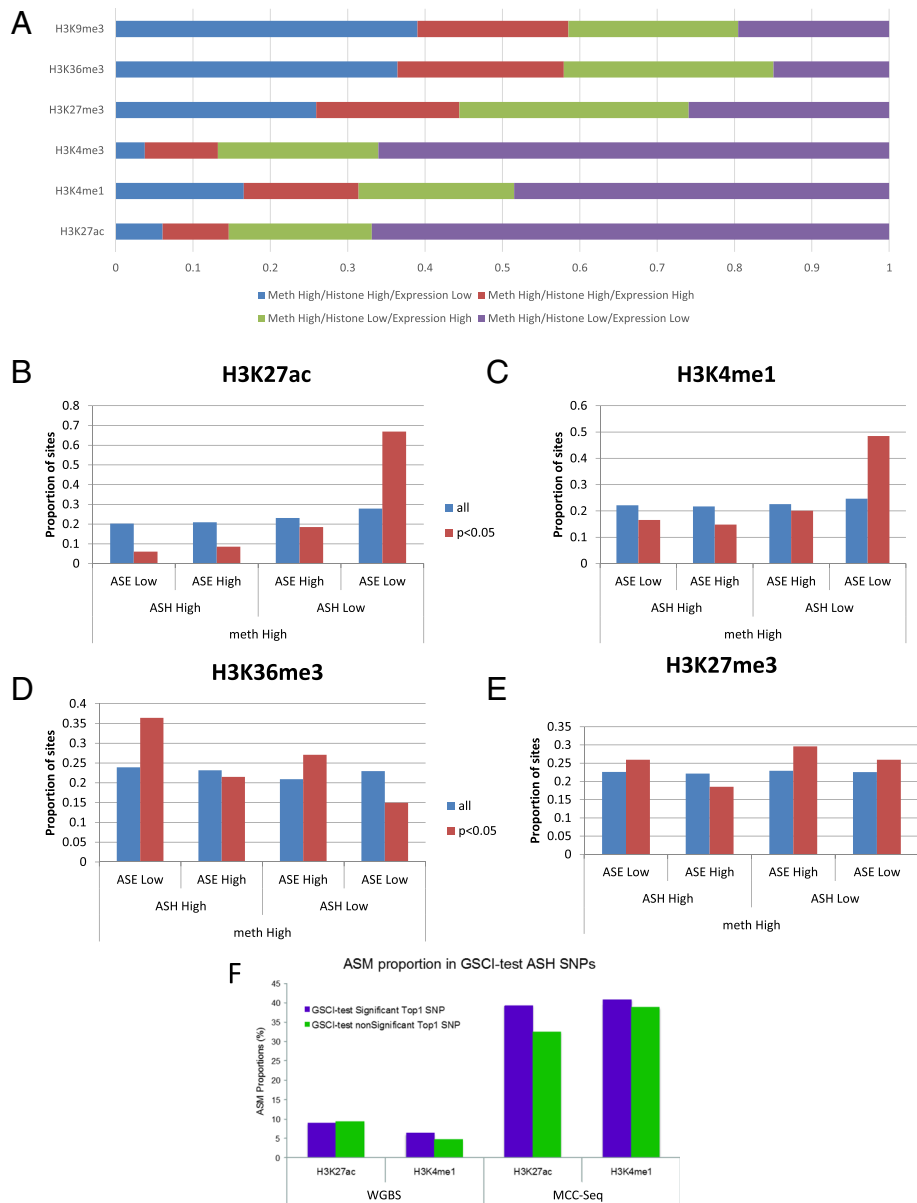 A
H3K9me3
H3K36me3
H3K27me3
H3K4me3
H3K4me1
H3K27ac
0 0.1 0.2 0.3 0.4 0.5 0.6 0.7 0.8 0.9 1
Meth High/Histone High/Expression Low Meth High/Histone High/Expression High
Meth High/Histone Low/Expression High Meth High/Histone Low/Expression Low
B
H3K27ac
Proportion of sites
0.8
0.7
0.6
0.5
0.4
0.3
0.2
0.1
0
ASE Low ASE High ASE High ASE Low
ASH High ASH Low
meth High
all
p<0.05
C
H3K4me1
Proportion of sites
0.6
0.5
0.4
0.3
0.2
0.1
0
ASE Low ASE High ASE High ASE Low
ASH High ASH Low
meth High
D
H3K36me3
Proportion of sites
0.4
0.35
0.3
0.25
0.2
0.15
0.1
0.05
0
ASE Low ASE High ASE High ASE Low
ASH High ASH Low
meth High
all
p<0.05
E
H3K27me3
Proportion of sites
0.35
0.3
0.25
0.2
0.15
0.1
0.05
0
ASE Low ASE High ASE High ASE Low
ASH High ASH Low
meth High
F
ASM proportion in GSCI-test ASH SNPs
ASM Proportions (%)
45
40
35
30
25
20
15
10
5
0
GSCI-test Significant Top1 SNP
GSCI-test nonSignificant Top1 SNP
H3K27ac H3K4me1 H3K27ac H3K4me1
WGBS MCC-Seq